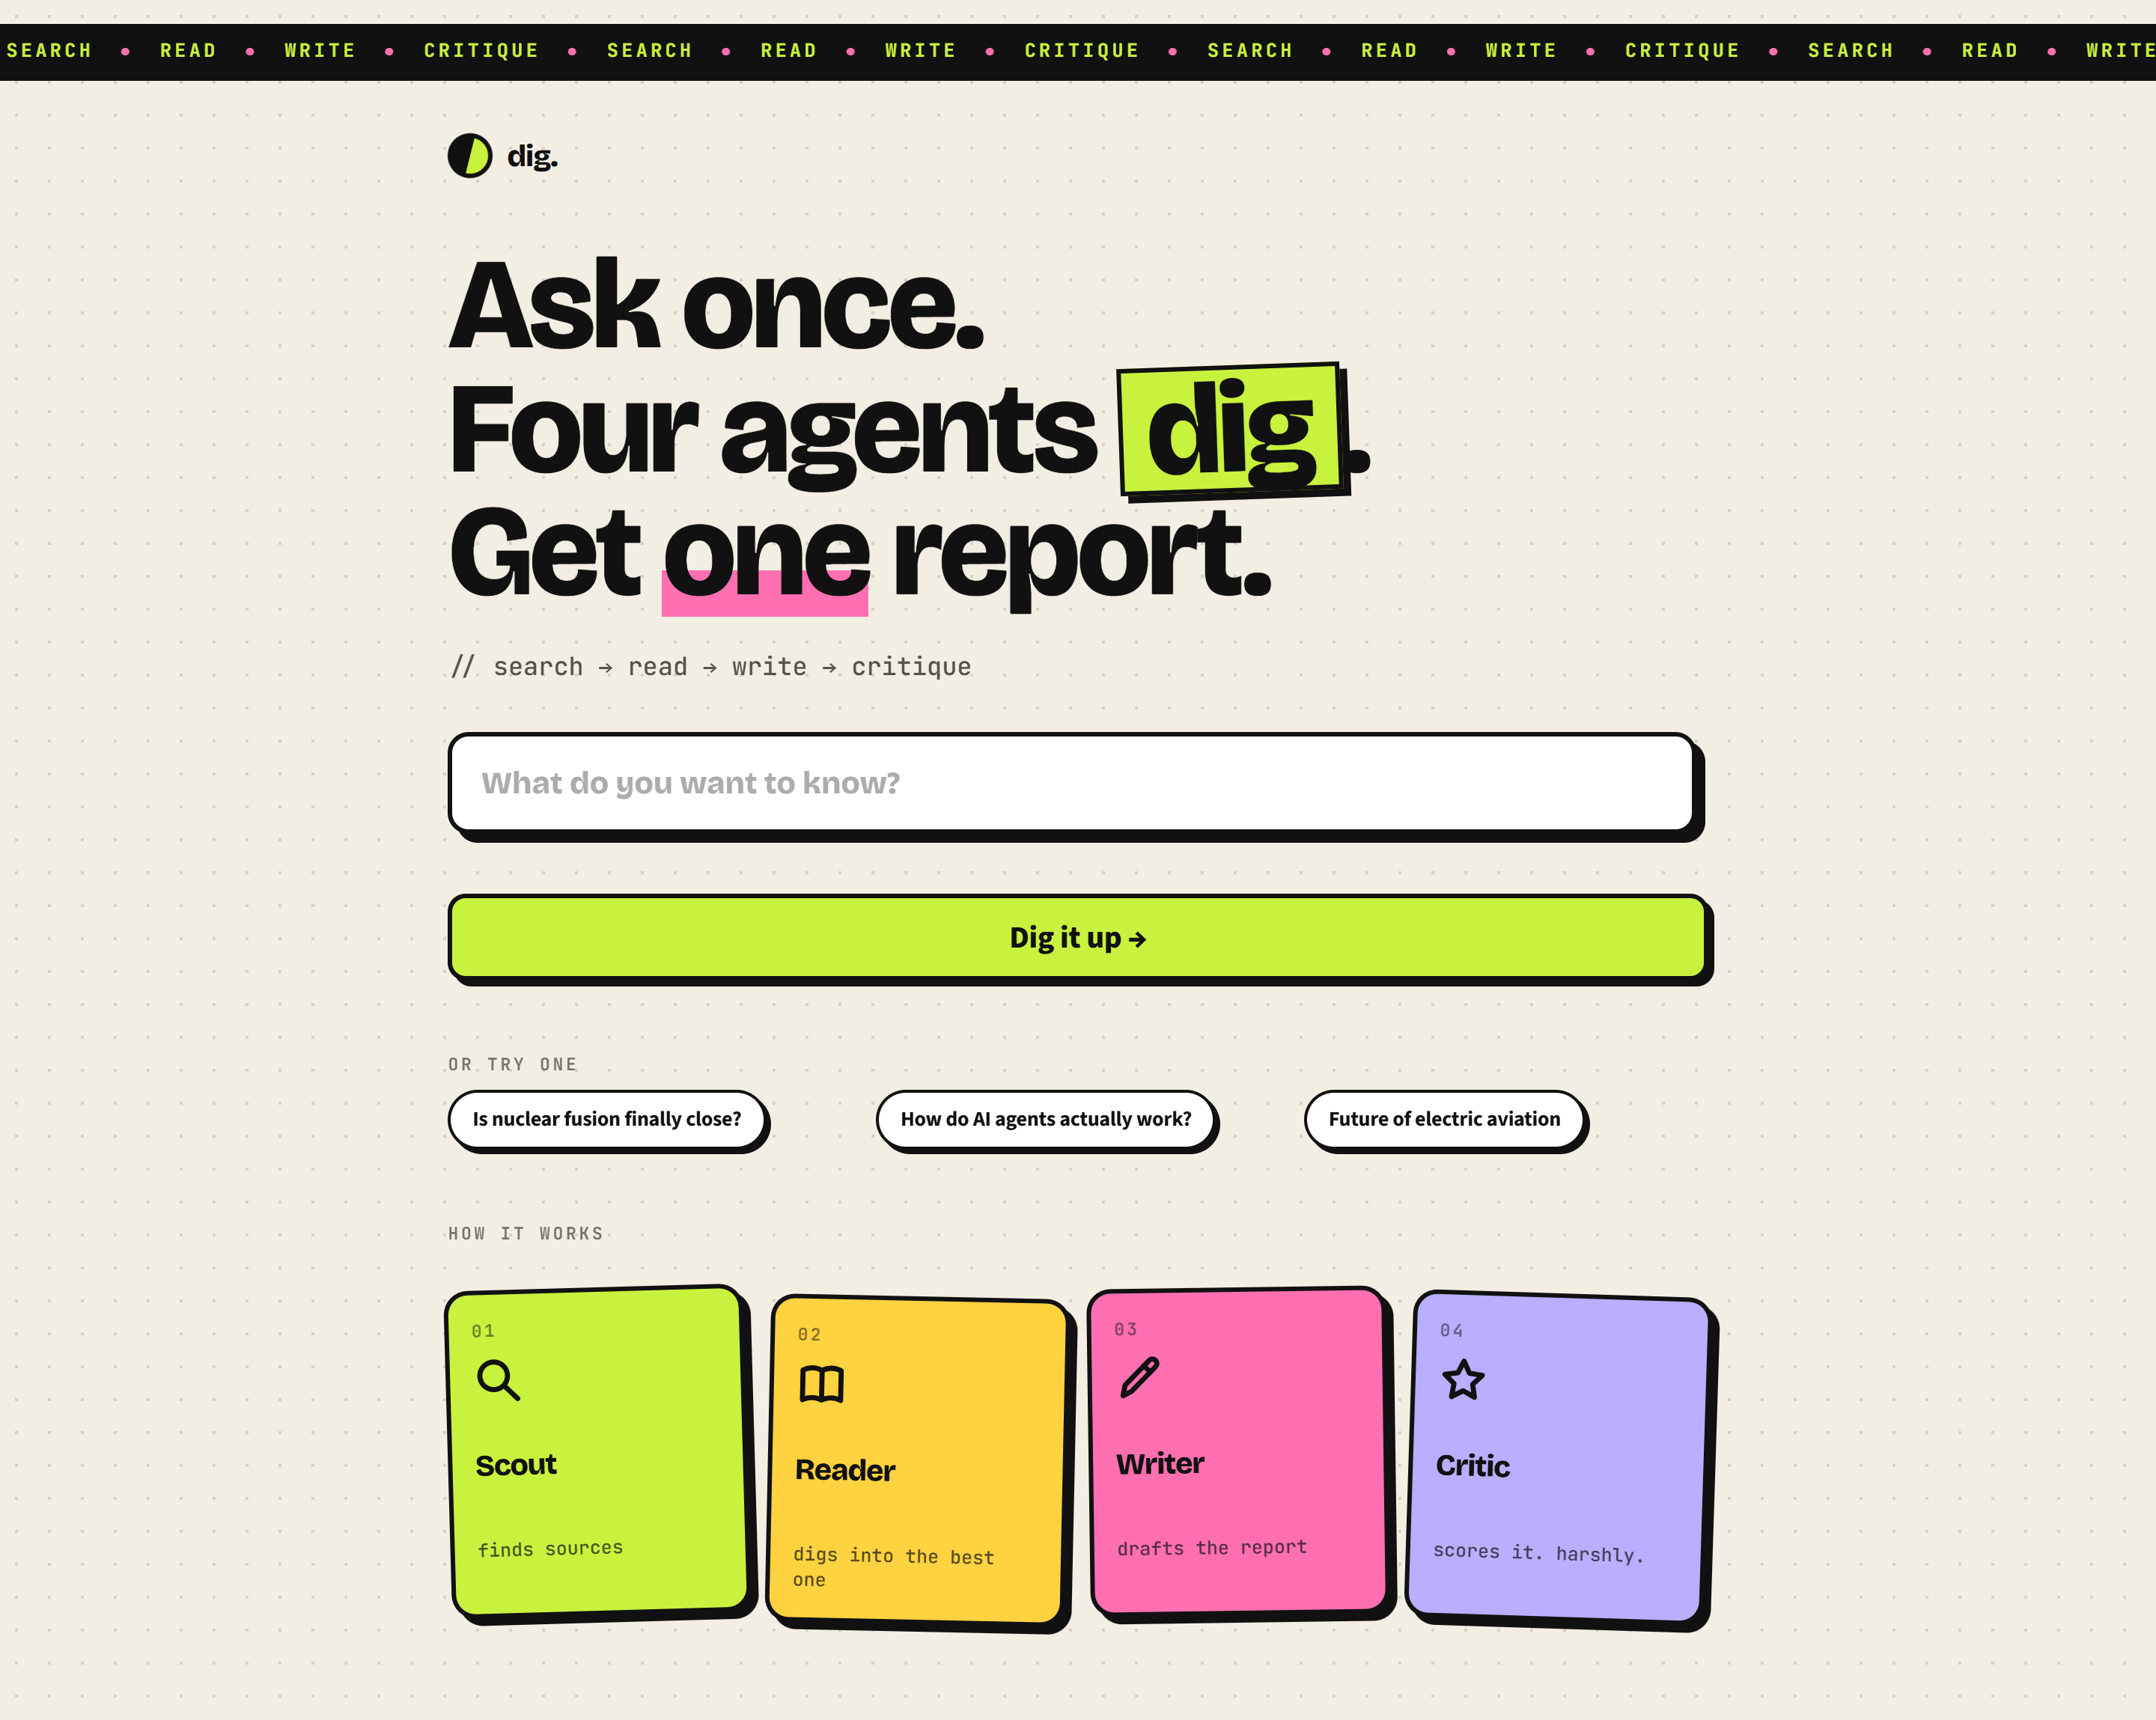 SEARCH • READ • WRITE • CRITIQUE • SEARCH • READ • WRITE • CRITIQUE • SEARCH • READ • WRITE • CRITIQUE • SEARCH • READ • WRITE
dig.
Ask once.
Four agents dig.
Get one report.
// search → read → write → critique
What do you want to know?
Dig it up →
OR TRY ONE
Is nuclear fusion finally close?
How do AI agents actually work?
Future of electric aviation
HOW IT WORKS
01
Scout
finds sources
02
Reader
digs into the best
one
03
Writer
drafts the report
04
Critic
scores it. harshly.